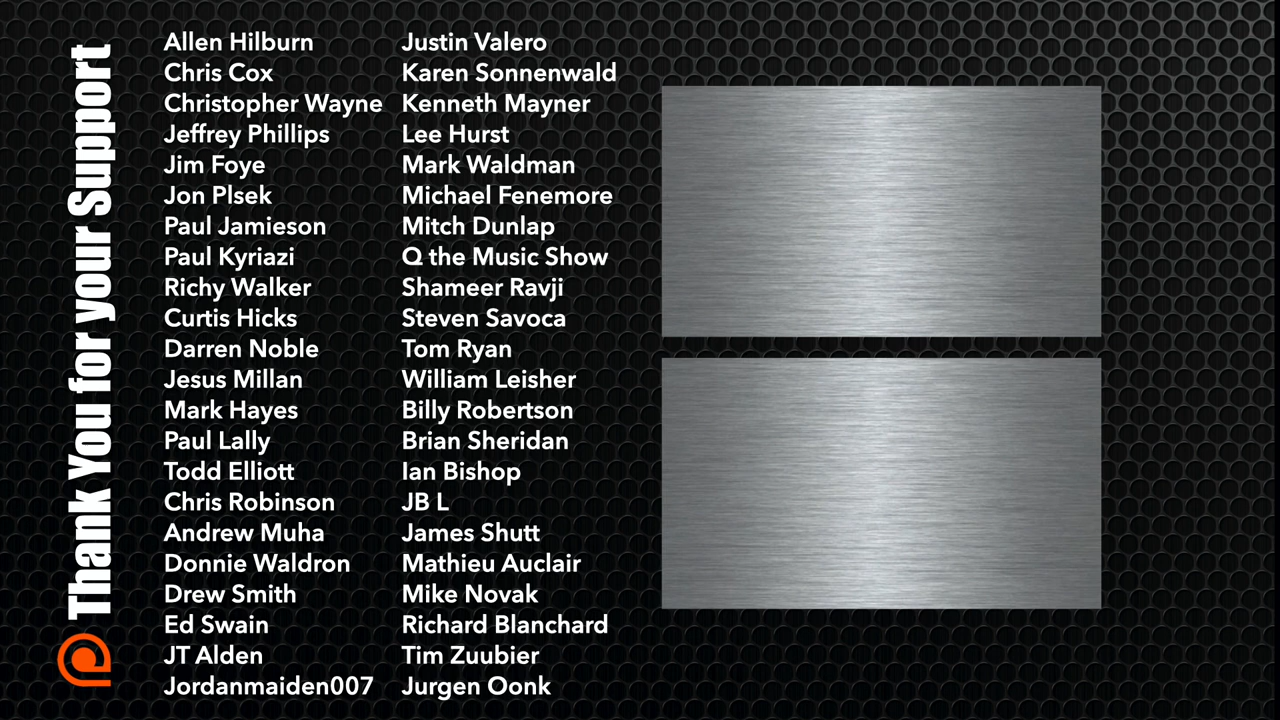 Thank You for your Support
Allen Hilburn
Chris Cox
Christopher Wayne
Jeffrey Phillips
Jim Foye
Jon Plsek
Paul Jamieson
Paul Kyriazi
Richy Walker
Curtis Hicks
Darren Noble
Jesus Millan
Mark Hayes
Paul Lally
Todd Elliott
Chris Robinson
Andrew Muha
Donnie Waldron
Drew Smith
Ed Swain
JT Alden
Jordanmaiden007
Justin Valero
Karen Sonnenwald
Kenneth Mayner
Lee Hurst
Mark Waldman
Michael Fenemore
Mitch Dunlap
Q the Music Show
Shameer Ravji
Steven Savoca
Tom Ryan
William Leisher
Billy Robertson
Brian Sheridan
Ian Bishop
JB L
James Shutt
Mathieu Auclair
Mike Novak
Richard Blanchard
Tim Zuubier
Jurgen Oonk